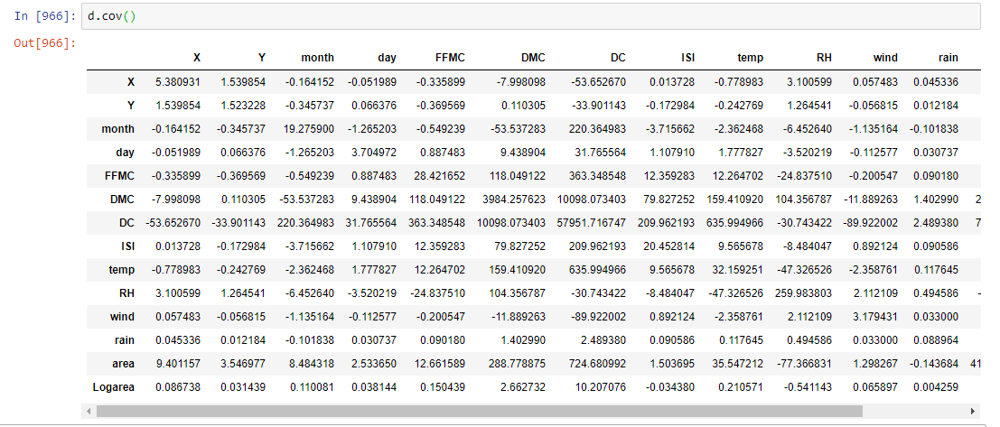 In [966]: d.cov()
Out[966]:
X Y month day FFMC DMC DC ISI temp RH wind rain
X 5.380931 1.539854 -0.164152 -0.051989 -0.335899 -7.998098 -53.652670 0.013728 -0.778983 3.100599 0.057483 0.045336
Y 1.539854 1.523228 -0.345737 0.066376 -0.369569 0.110305 -33.901143 -0.172984 -0.242769 1.264541 -0.056815 0.012184
month -0.164152 -0.345737 19.275900 -1.265203 -0.549239 -53.537283 220.364983 -3.715662 -2.362468 -6.452640 -1.135164 -0.101838
day -0.051989 0.066376 -1.265203 3.704972 0.887483 9.438904 31.765564 1.107910 1.777827 -3.520219 -0.112577 0.030737
FFMC -0.335899 -0.369569 -0.549239 0.887483 28.421652 118.049122 363.348548 12.359283 12.264702 -24.837510 -0.200547 0.090180
DMC -7.998098 0.110305 -53.537283 9.438904 118.049122 3984.257623 10098.073403 79.827252 159.410920 104.356787 -11.889263 1.402990 2
DC -53.652670 -33.901143 220.364983 31.765564 363.348548 10098.073403 57951.716747 209.962193 635.994966 -30.743422 -89.922002 2.489380 7
ISI 0.013728 -0.172984 -3.715662 1.107910 12.359283 79.827252 209.962193 20.452814 9.565678 -8.484047 0.892124 0.090586
temp -0.778983 -0.242769 -2.362468 1.777827 12.264702 159.410920 635.994966 9.565678 32.159251 -47.326526 -2.358761 0.117645
RH 3.100599 1.264541 -6.452640 -3.520219 -24.837510 104.356787 -30.743422 -8.484047 -47.326526 259.983803 2.112109 0.494586 -
wind 0.057483 -0.056815 -1.135164 -0.112577 -0.200547 -11.889263 -89.922002 0.892124 -2.358761 2.112109 3.179431 0.033000
rain 0.045336 0.012184 -0.101838 0.030737 0.090180 1.402990 2.489380 0.090586 0.117645 0.494586 0.033000 0.088964
area 9.401157 3.546977 8.484318 2.533650 12.661589 288.778875 724.680992 1.503695 35.547212 -77.366831 1.298267 -0.143684 41
Logarea 0.086738 0.031439 0.110081 0.038144 0.150439 2.662732 10.207076 -0.034380 0.210571 -0.541143 0.065897 0.004259